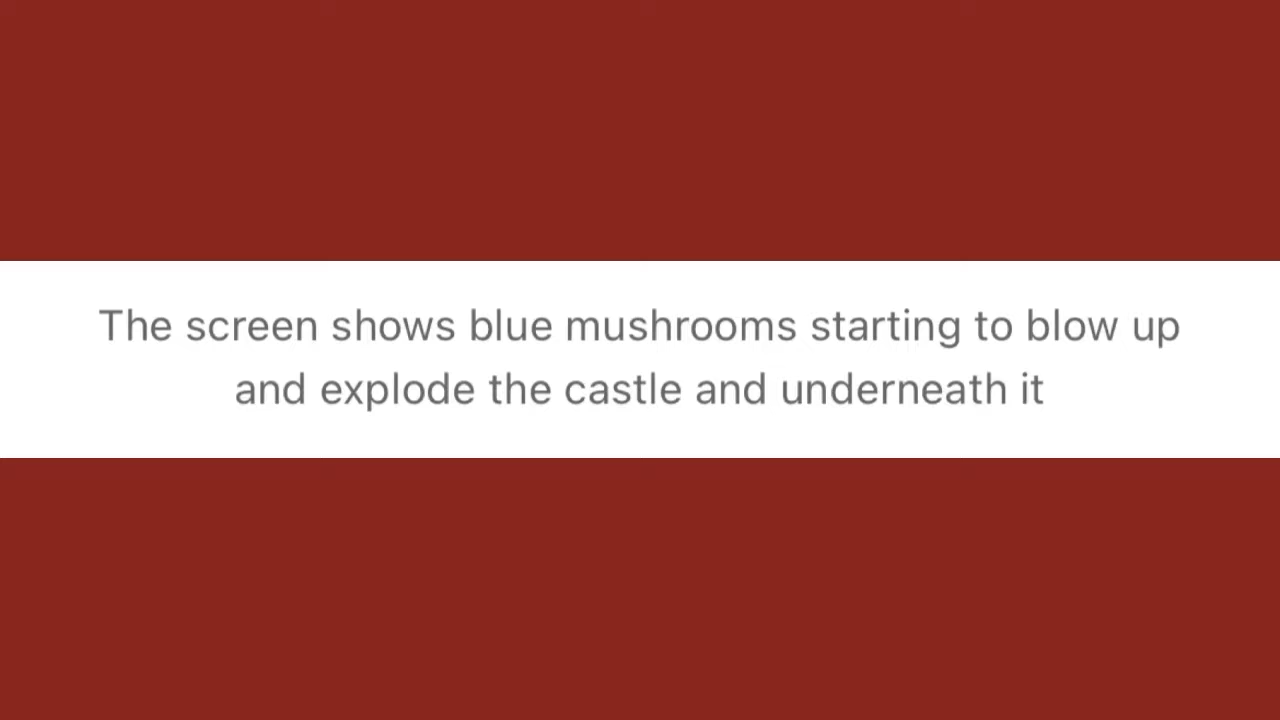 The screen shows blue mushrooms starting to blow up
and explode the castle and underneath it